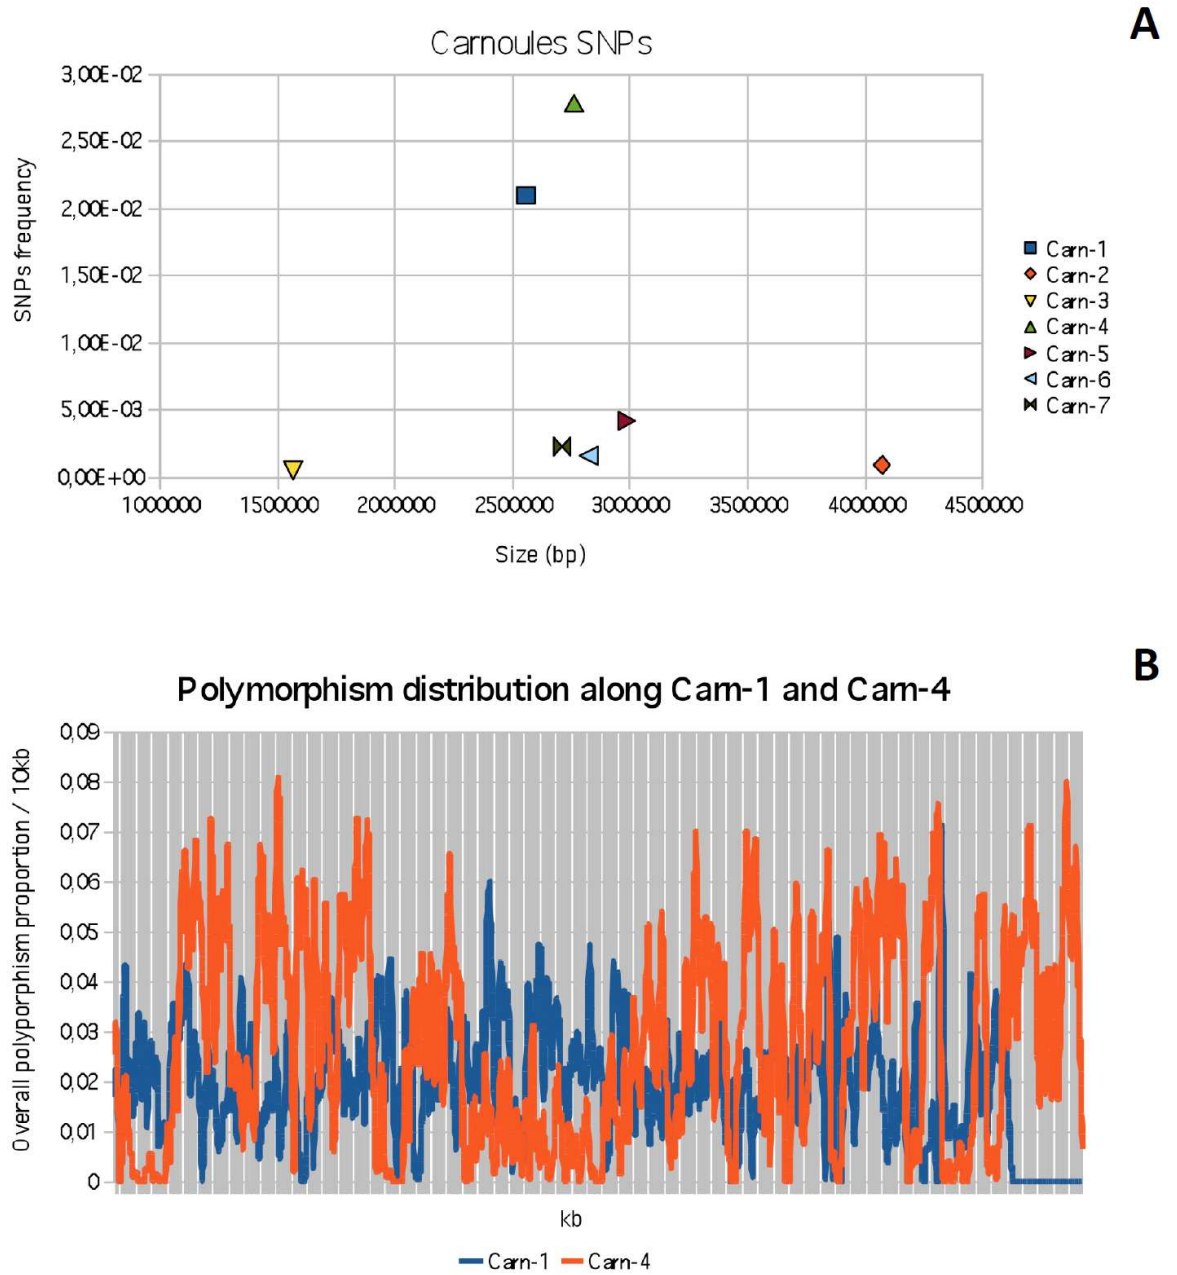 A
Carnoules SNPs
3,00E-02
2,50E-02
2,00E-02
1,50E-02
1,00E-02
5,00E-03
0,00E+00
SNPs frequency
1000000 1500000 2000000 2500000 3000000 3500000 4000000 4500000
Size (bp)
Carn-1
Carn-2
Carn-3
Carn-4
Carn-5
Carn-6
Carn-7
B
Polymorphism distribution along Carn-1 and Carn-4
0,09
0,08
0,07
0,06
0,05
0,04
0,03
0,02
0,01
0
Overall polyporphism proportion / 10kb
kb
Carn-1 Carn-4